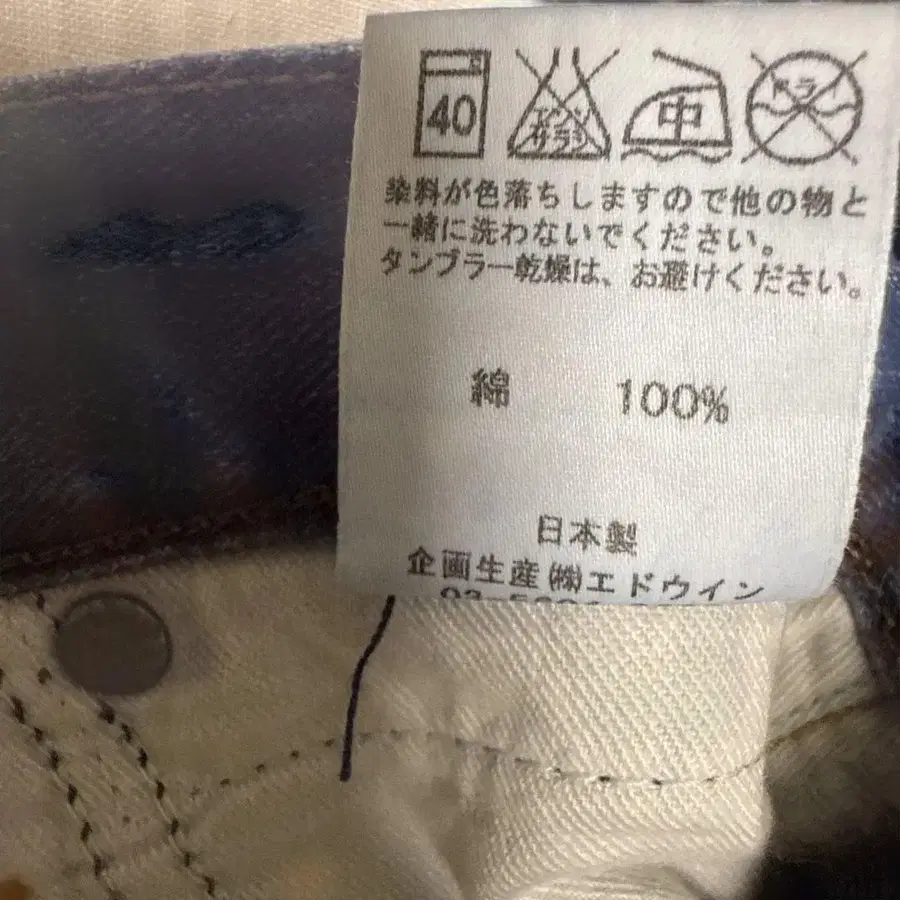 40 エンソ サラシ 中 ドライ
染料が色落ちしますので他の物と
一緒に洗わないでください。
タンブラー乾燥は、お避けください。
綿 100%
日本製
企画生産㈱エドウイン